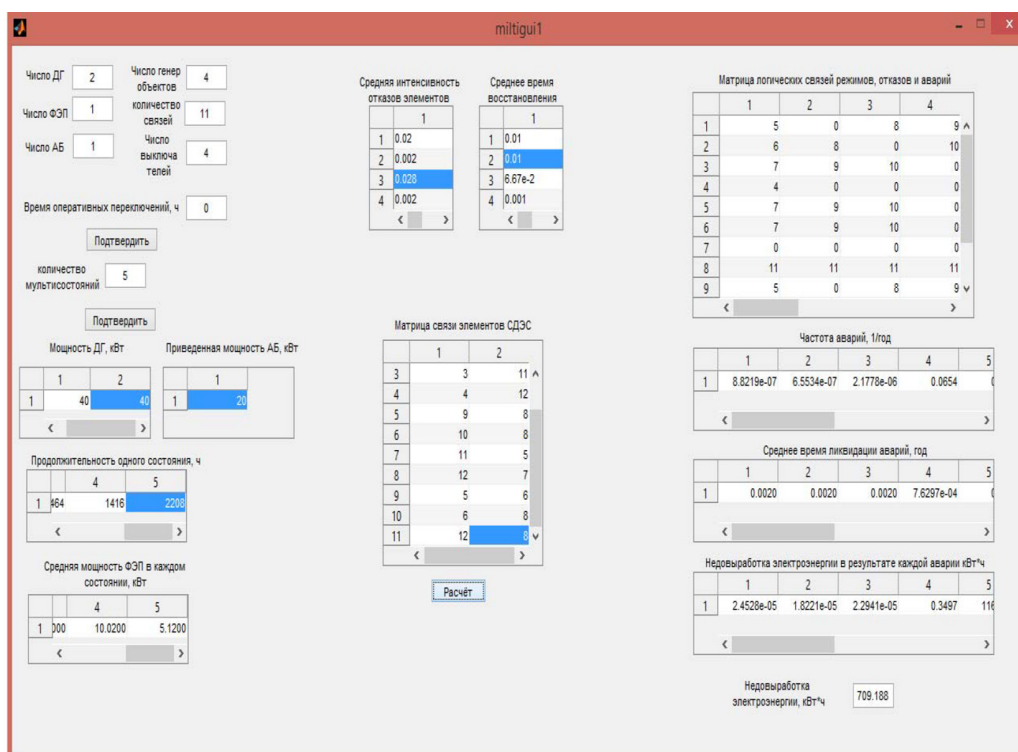 miltigui1
Число ДГ 2
Число генер объектов 4
Число ФЭП 1
количество связей 11
Число АБ 1
Число выключа телей 4
Время оперативных переключений, ч 0
Подтвердить
количество мультисостояний 5
Подтвердить
Мощность ДГ, кВт
1 2
1 40 40
Приведенная мощность АБ, кВт
1
1 20
Продолжительность одного состояния, ч
4 5
1 464 1416 2208
Средняя мощность ФЭП в каждом состоянии, кВт
4 5
1 000 10.0200 5.1200
Средняя интенсивность отказов элементов
1
1 0.02
2 0.002
3 0.028
4 0.002
Среднее время восстановления
1
1 0.01
2 0.01
3 6.67e-2
4 0.001
Матрица связи элементов СДЭС
1 2
3 3 11
4 4 12
5 9 8
6 10 8
7 11 5
8 12 7
9 5 6
10 6 8
11 12 8
Расчёт
Матрица логических связей режимов, отказов и аварий
1 2 3 4
1 5 0 8 9
2 6 8 0 10
3 7 9 10 0
4 4 0 0 0
5 7 9 10 0
6 7 9 10 0
7 0 0 0 0
8 11 11 11 11
9 5 0 8 9
Частота аварий, 1/год
1 2 3 4 5
1 8.8219e-07 6.5534e-07 2.1778e-06 0.0654 0
Среднее время ликвидации аварий, год
1 2 3 4 5
1 0.0020 0.0020 0.0020 7.6297e-04 0
Недовыработка электроэнергии в результате каждой аварии кВт*ч
1 2 3 4 5
1 2.4528e-05 1.8221e-05 2.2941e-05 0.3497 116
Недовыработка электроэнергии, кВт*ч 709.188